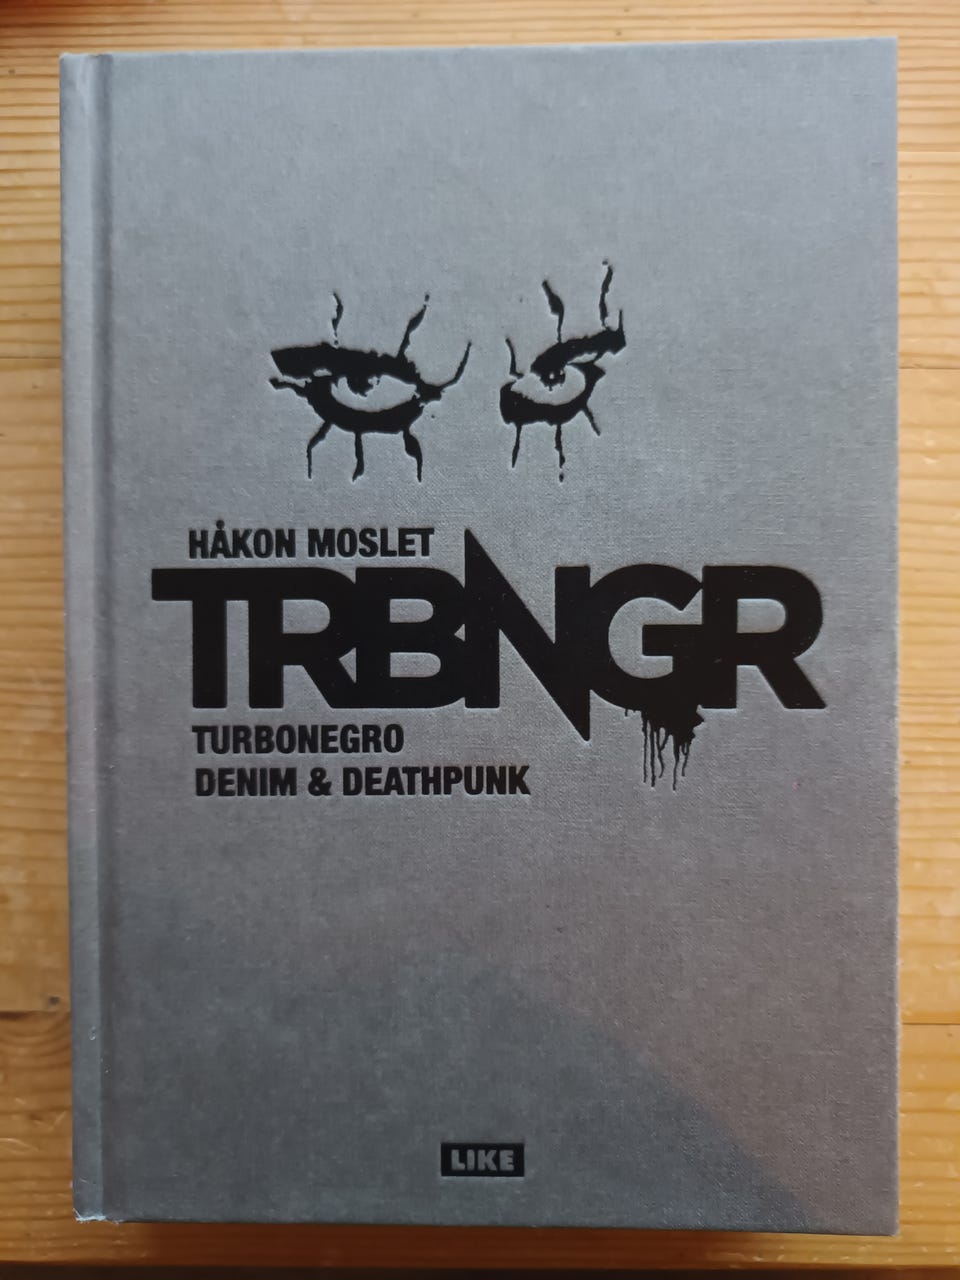 HÅKON MOSLET
TRBNGR
TURBONEGRO
DENIM & DEATHPUNK
LIKE